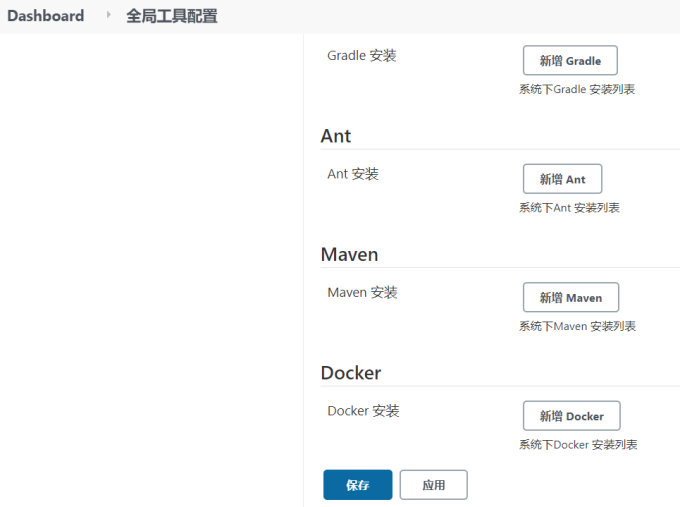 Dashboard 全局工具配置
Gradle 安装 新增 Gradle
系统下Gradle 安装列表
Ant
Ant 安装 新增 Ant
系统下Ant 安装列表
Maven
Maven 安装 新增 Maven
系统下Maven 安装列表
Docker
Docker 安装 新增 Docker
系统下Docker 安装列表
保存 应用